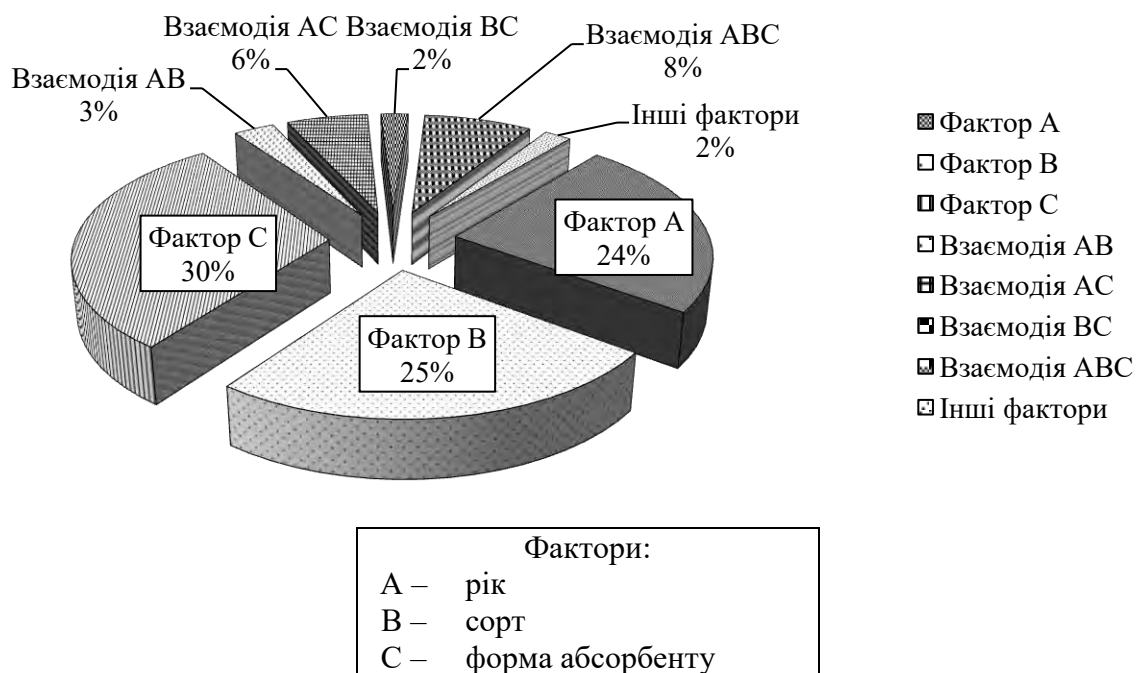 Взаємодія АС Взаємодія ВС
6%
2%
Взаємодія АВС
8%
Взаємодія АВ
3%
Інші фактори
2%
Фактор С
30%
Фактор А
24%
Фактор В
25%
Фактор А
Фактор В
Фактор С
Взаємодія АВ
Взаємодія АС
Взаємодія ВС
Взаємодія АВС
Інші фактори
Фактори:
А – рік
В – сорт
С – форма абсорбенту